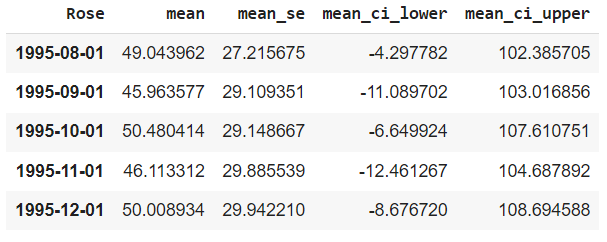 Rose mean mean_se mean_ci_lower mean_ci_upper
1995-08-01 49.043962 27.215675 -4.297782 102.385705
1995-09-01 45.963577 29.109351 -11.089702 103.016856
1995-10-01 50.480414 29.148667 -6.649924 107.610751
1995-11-01 46.113312 29.885539 -12.461267 104.687892
1995-12-01 50.008934 29.942210 -8.676720 108.694588